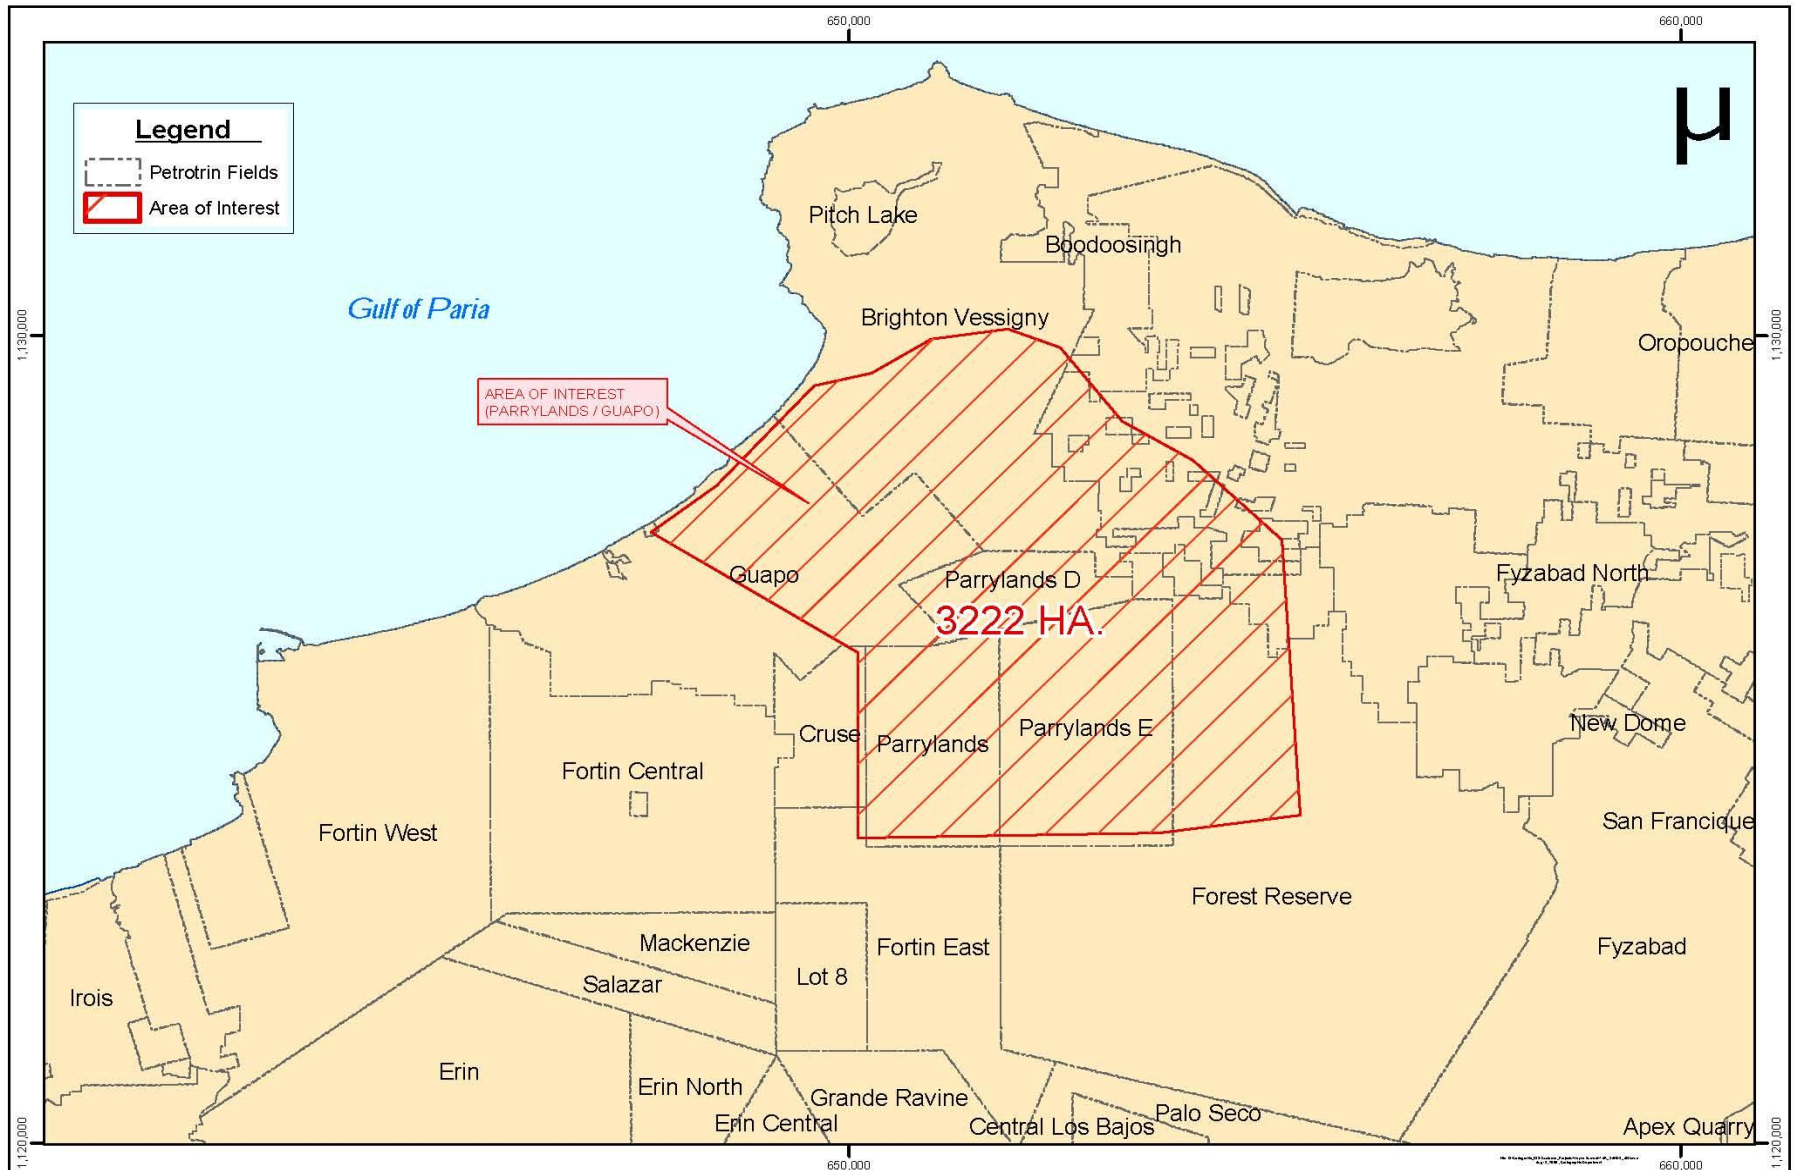 650,000
660,000
Legend
Petrotrin Fields
Area of Interest
µ
Pitch Lake
Boodoosingh
Gulf of Paria
Brighton Vessigny
1,130,000
1,130,000
Oropouche
AREA OF INTEREST
(PARRYLANDS / GUAPO)
Guapo
Parrylands D
Fyzabad North
3222 HA.
New Dome
Cruse
Parrylands
Parrylands E
Fortin Central
Fortin West
San Francique
Forest Reserve
Mackenzie
Fortin East
Fyzabad
Salazar
Lot 8
Irois
Erin
Erin North
Grande Ravine
Erin Central
Central Los Bajos
Palo Seco
Apex Quarry
1,120,000
1,120,000
650,000
660,000